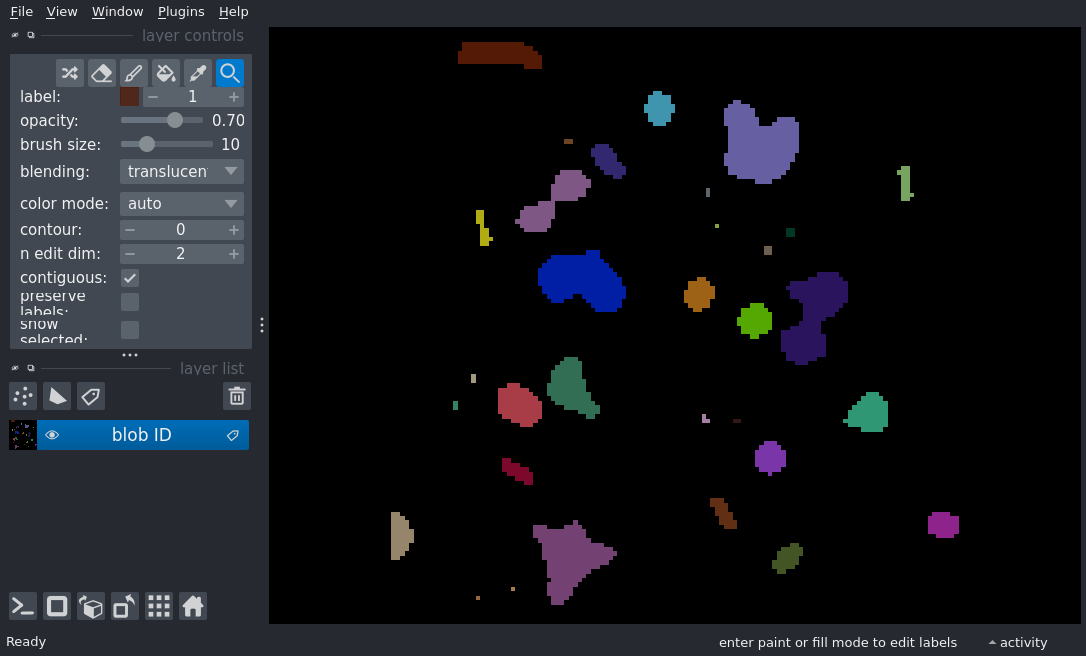 File View Window Plugins Help
layer controls
label: 1
opacity: 0.70
brush size: 10
blending: translucen
color mode: auto
contour: 0
n edit dim: 2
contiguous:
preserve
labels:
show
selected:
layer list
blob ID
Ready
enter paint or fill mode to edit labels
activity